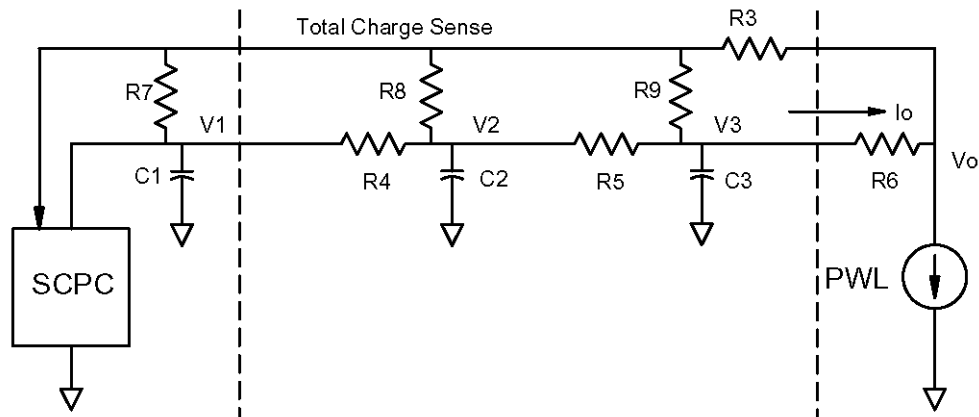 Total Charge Sense
R3
R7
R8
R9
V1
V2
V3
Io
R4
R5
R6
Vo
C1
C2
C3
SCPC
PWL